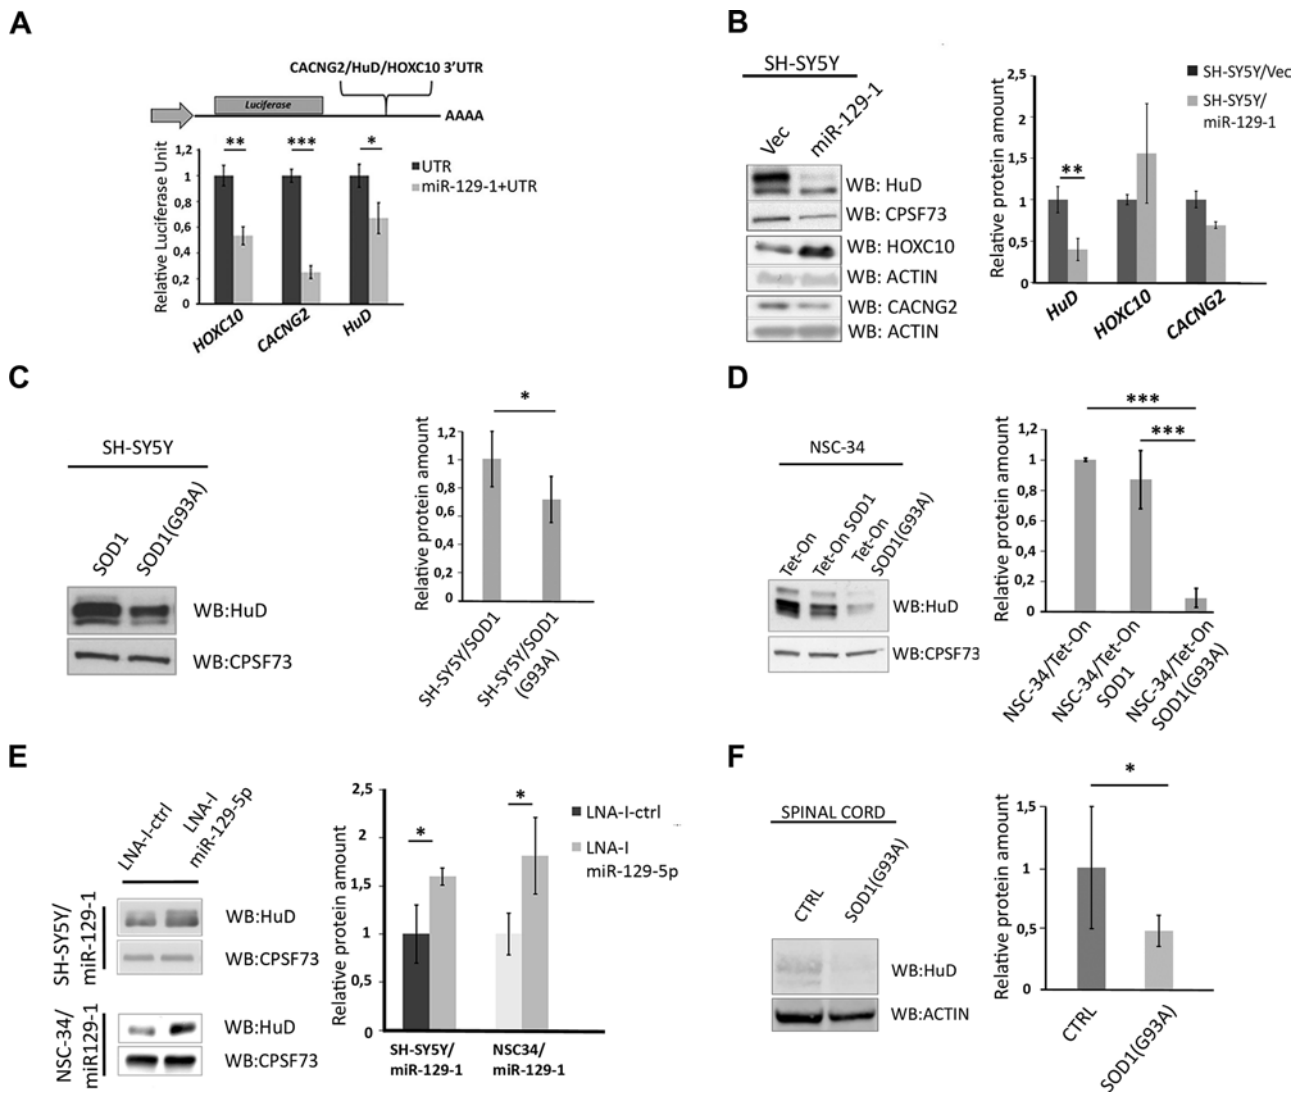 A
CACNG2/HuD/HOXC10 3'UTR
Luciferase
AAAA
Relative Luciferase Unit
1,2
1
0,8
0,6
0,4
0,2
0
**
***
*
UTR
miR-129-1+UTR
HOXC10
CACNG2
HuD
B
SH-SY5Y
Vec
miR-129-1
WB: HuD
WB: CPSF73
WB: HOXC10
WB: ACTIN
WB: CACNG2
WB: ACTIN
Relative protein amount
2,5
2
1,5
1
0,5
0
**
SH-SY5Y/Vec
SH-SY5Y/
miR-129-1
HuD
HOXC10
CACNG2
C
SH-SY5Y
SOD1
SOD1(G93A)
WB:HuD
WB:CPSF73
Relative protein amount
*
1,2
1
0,8
0,6
0,4
0,2
0
SH-SY5Y/SOD1
SH-SY5Y/SOD1
(G93A)
D
NSC-34
Tet-On
Tet-On SOD1
Tet-On
SOD1(G93A)
WB:HuD
WB:CPSF73
Relative protein amount
***
***
1,2
1
0,8
0,6
0,4
0,2
0
NSC-34/Tet-On
NSC-34/Tet-On
SOD1
NSC-34/Tet-On
SOD1(G93A)
E
LNA-I-ctrl
LNA-I
miR-129-5p
SH-SY5Y/
miR-129-1
WB:HuD
WB:CPSF73
NSC-34/
miR129-1
WB:HuD
WB:CPSF73
Relative protein amount
2,5
2
1,5
1
0,5
0
*
*
LNA-I-ctrl
LNA-I
miR-129-5p
SH-SY5Y/
miR-129-1
NSC34/
miR-129-1
F
SPINAL CORD
CTRL
SOD1(G93A)
WB:HuD
WB:ACTIN
Relative protein amount
*
1,5
1
0,5
0
CTRL
SOD1(G93A)